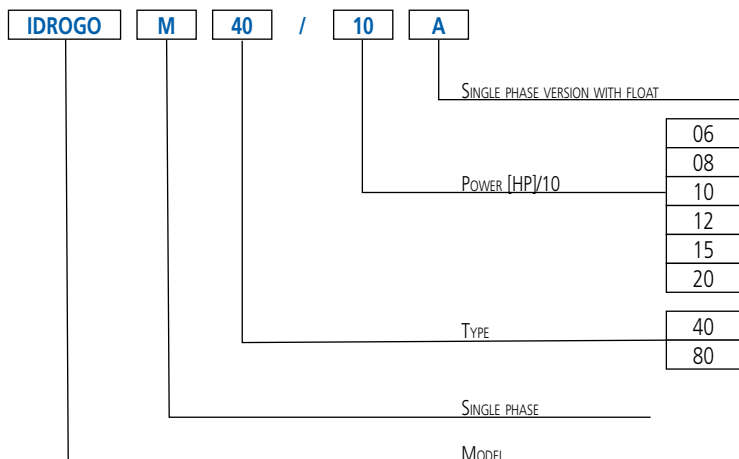 IDROGO M 40 / 10 A
Single phase version with float
06
08
Power [HP]/10
10
12
15
20
Type
40
80
Single phase
Model